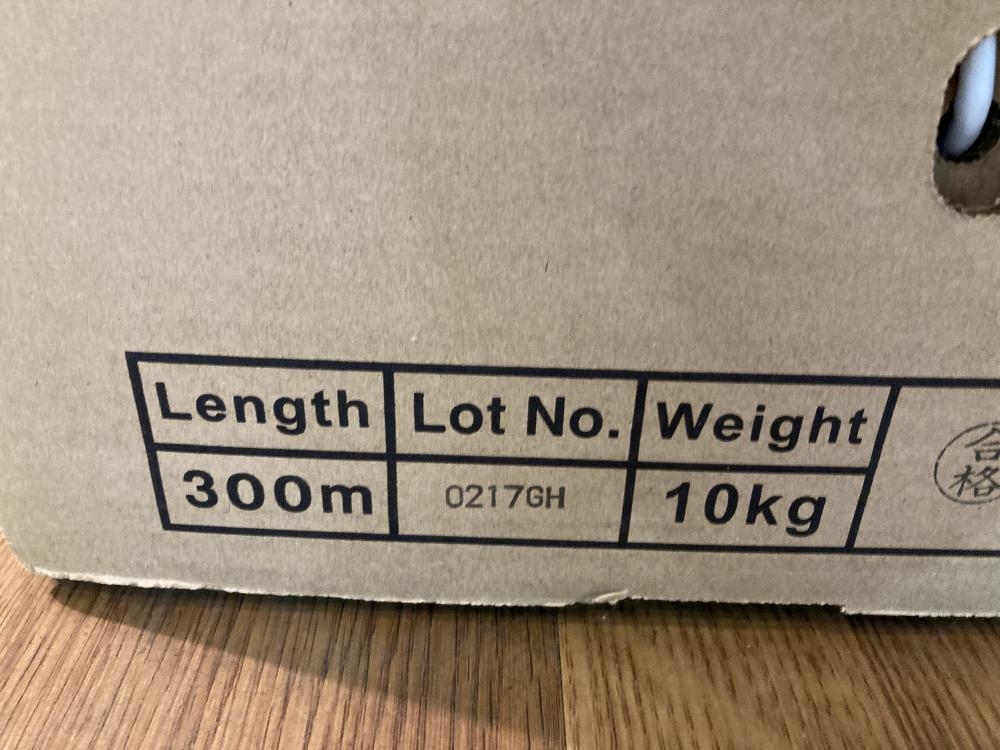 Length Lot No. Weight
300m 0217GH 10kg
合
格